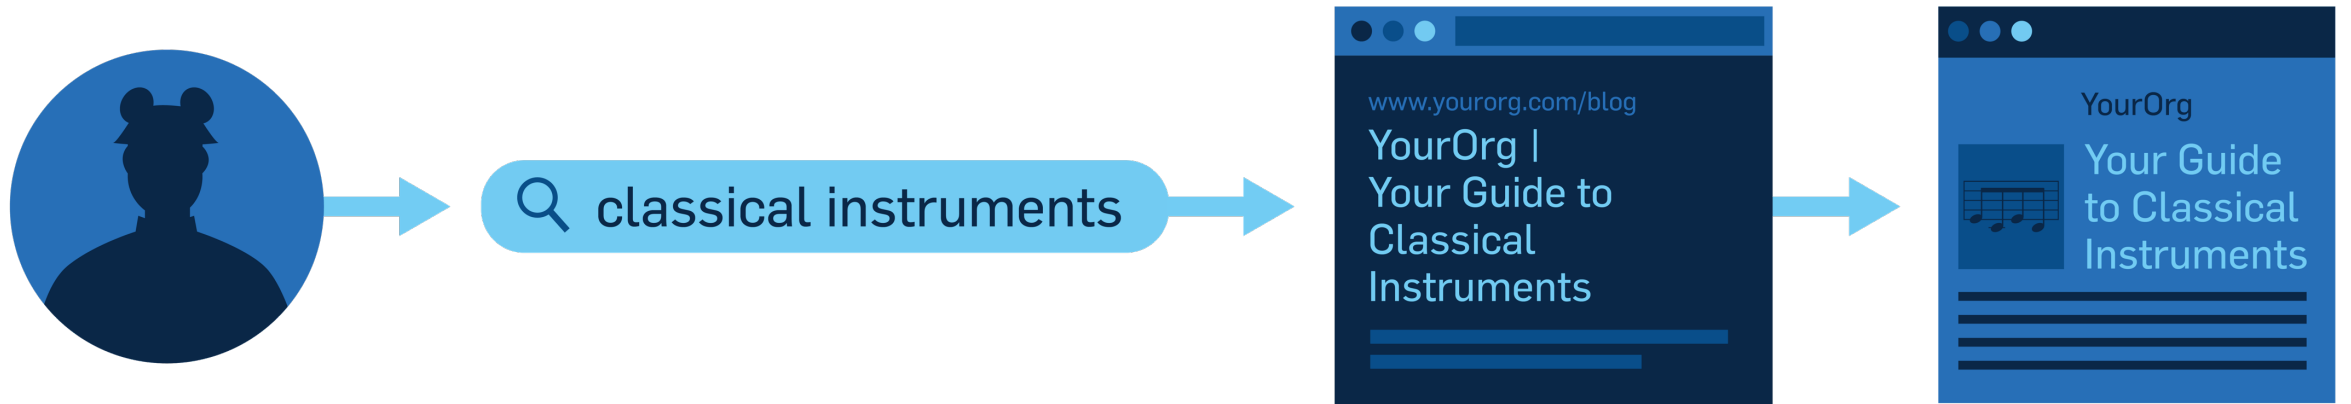 classical instruments
www.yourorg.com/blog
YourOrg |
Your Guide to
Classical
Instruments
YourOrg
Your Guide
to Classical
Instruments